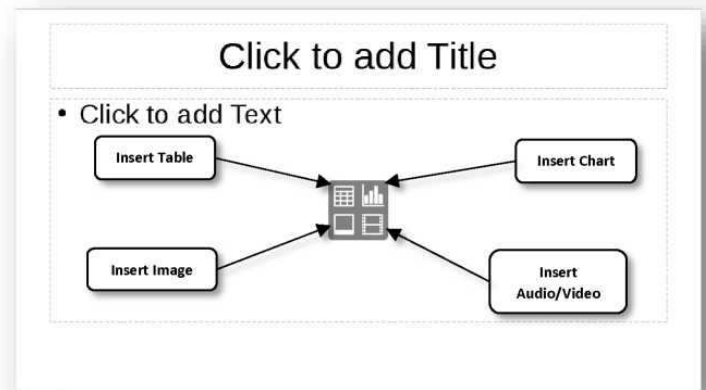 Click to add Title
• Click to add Text
Insert Table
Insert Chart
Insert Image
Insert
Audio/Video